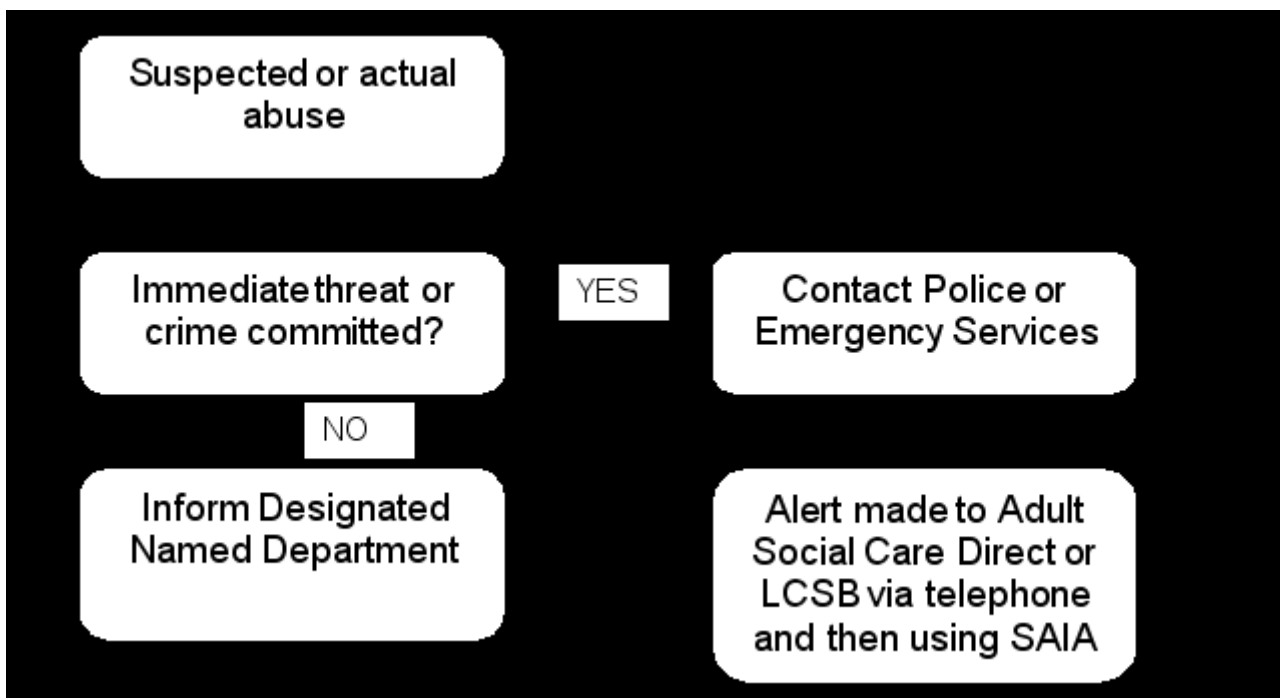 Suspected or actual
abuse
Immediate threat or
crime committed?
YES
Contact Police or
Emergency Services
NO
Inform Designated
Named Department
Alert made to Adult
Social Care Direct or
LCSB via telephone
and then using SAIA